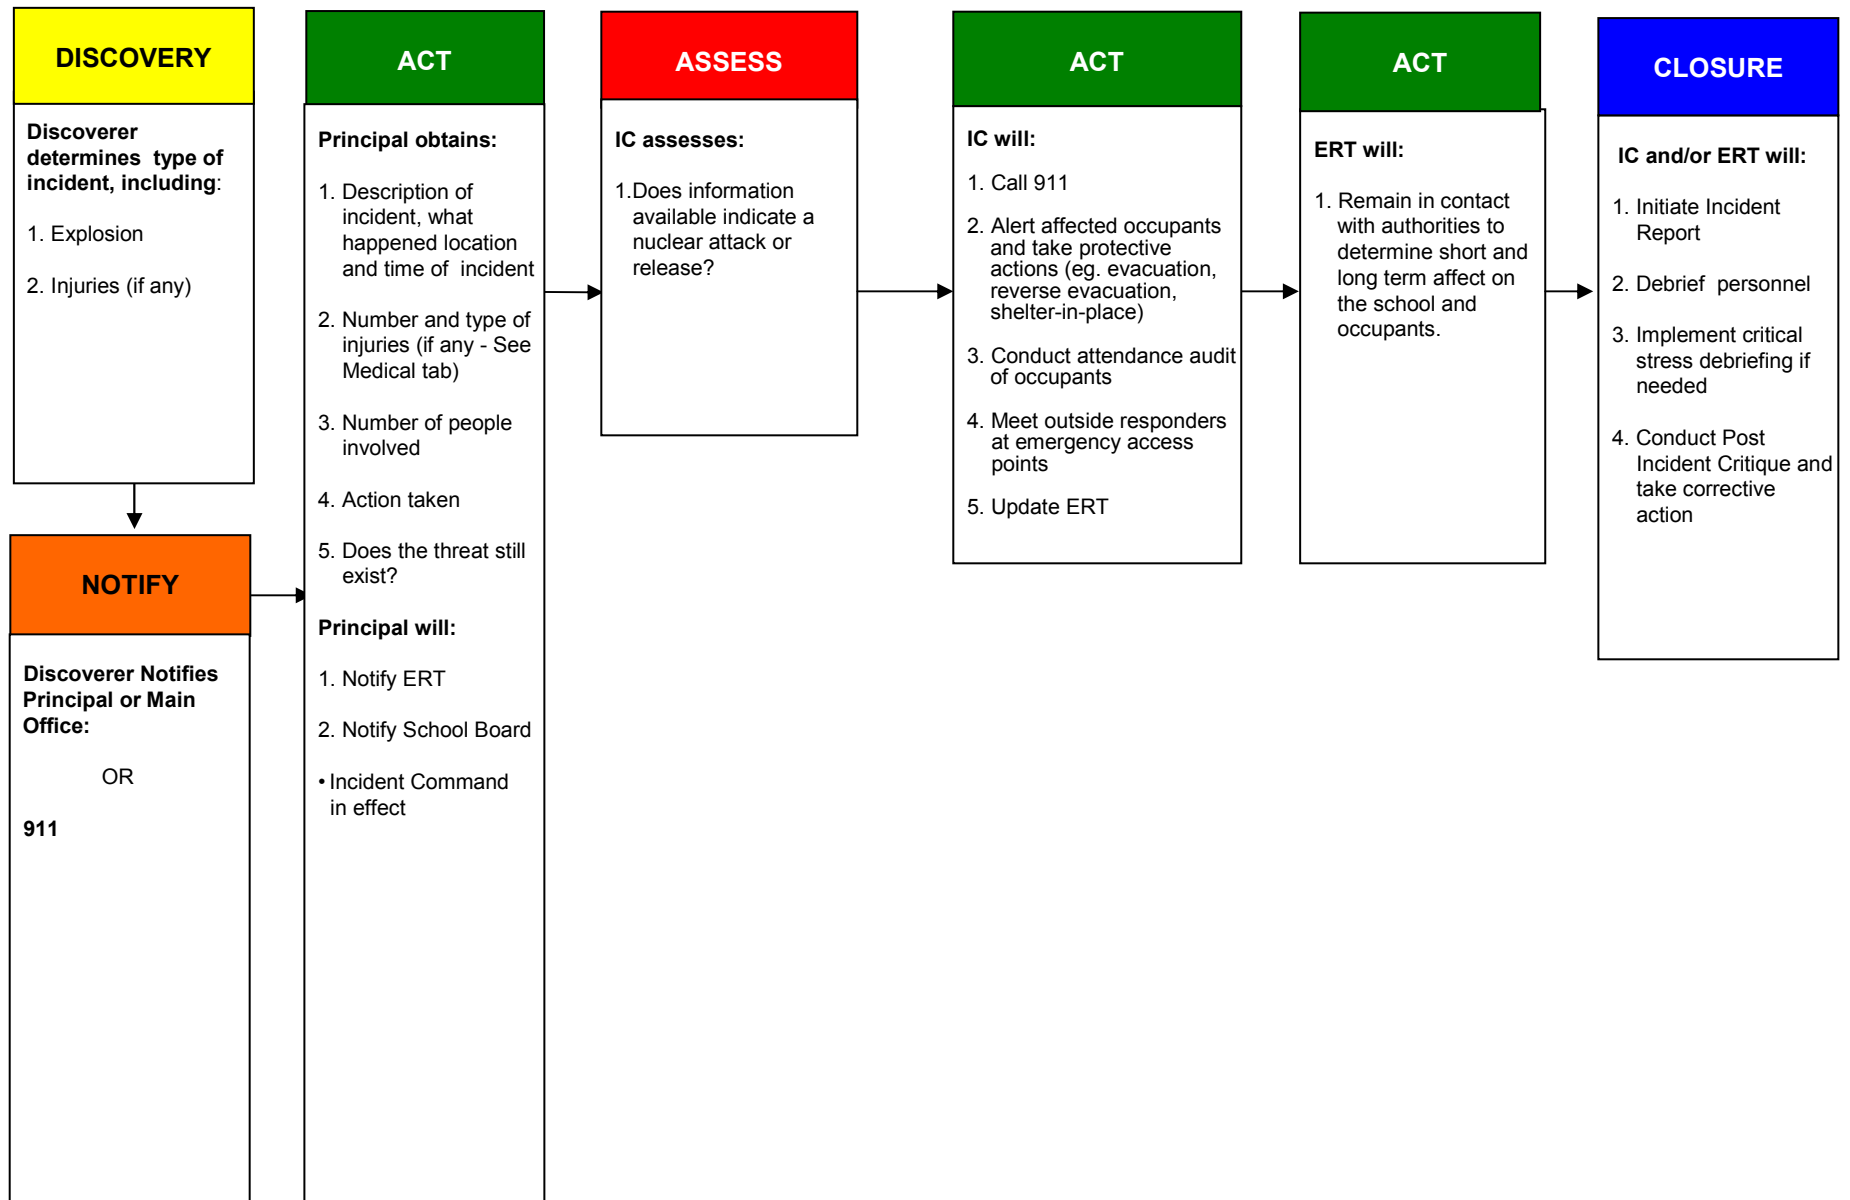 DISCOVERY
Discoverer
determines type of
incident, including:
1. Explosion
2. Injuries (if any)
NOTIFY
Discoverer Notifies
Principal or Main
Office:
OR
911
ACT
Principal obtains:
1. Description of
incident, what
happened location
and time of incident
2. Number and type of
injuries (if any - See
Medical tab)
3. Number of people
involved
4. Action taken
5. Does the threat still
exist?
Principal will:
1. Notify ERT
2. Notify School Board
• Incident Command
in effect
ASSESS
IC assesses:
1.Does information
available indicate a
nuclear attack or
release?
ACT
IC will:
1. Call 911
2. Alert affected occupants
and take protective
actions (eg. evacuation,
reverse evacuation,
shelter-in-place)
3. Conduct attendance audit
of occupants
4. Meet outside responders
at emergency access
points
5. Update ERT
ACT
ERT will:
1. Remain in contact
with authorities to
determine short and
long term affect on
the school and
occupants.
CLOSURE
IC and/or ERT will:
1. Initiate Incident
Report
2. Debrief personnel
3. Implement critical
stress debriefing if
needed
4. Conduct Post
Incident Critique and
take corrective
action